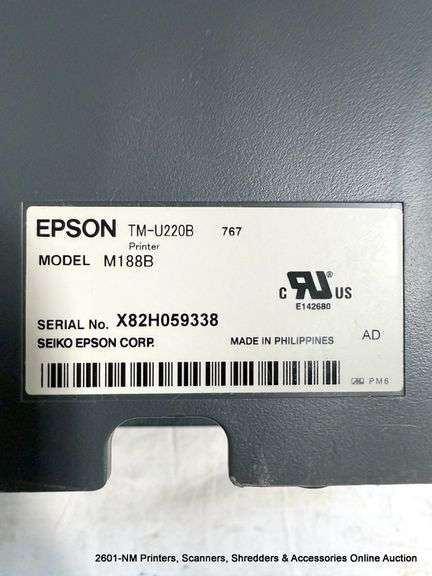 EPSON TM-U220B 767
Printer
MODEL M188B
C RU US
E142680
SERIAL No. X82H059338
SEIKO EPSON CORP. MADE IN PHILIPPINES AD
PM6
2601-NM Printers, Scanners, Shredders & Accessories Online Auction